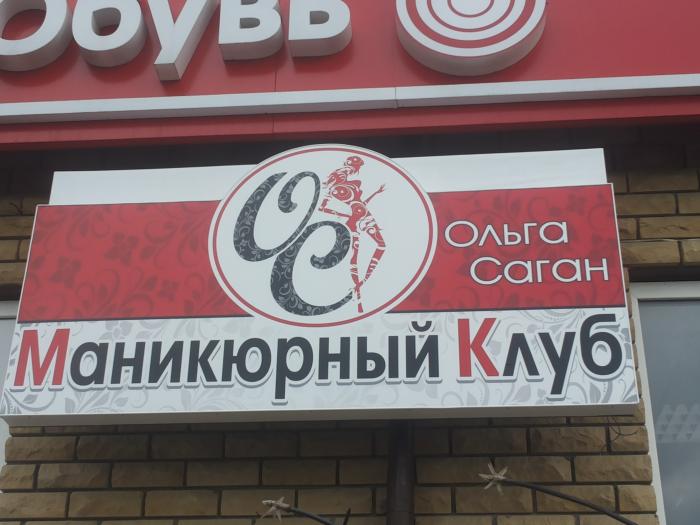 Обувь
ОС
Ольга
Саган
Маникюрный Клуб